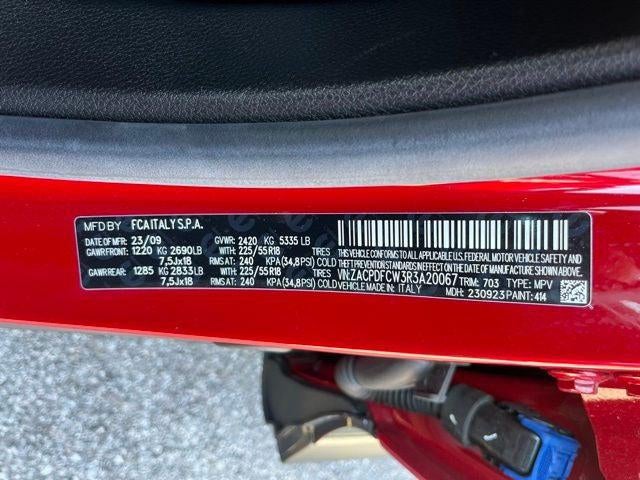 MFD BY FCA ITALY S.P.A.
DATE OF MFR: 23/09 GVWR: 2420 KG 5335 LB
GAWR FRONT: 1220 KG 2690LB WITH: 225/55R18 TIRES
7,5Jx18 RIMS AT: 240 KPA (34,8PSI) COLD
GAWR REAR: 1285 KG 2833LB WITH: 225/55R18 TIRES
7,5Jx18 RIMS AT: 240 KPA (34,8PSI) COLD
THIS VEHICLE CONFORMS TO ALL APPLICABLE U.S. FEDERAL MOTOR VEHICLE SAFETY, BUMPER, AND
THEFT PREVENTION STANDARDS IN EFFECT ON THE DATE OF MANUFACTURE SHOWN ABOVE.
VIN: ZACPDFCW3R3A20067 TRIM: 703 TYPE: MPV
VEHICLE MADE IN: ITALY MDH: 230923 PAINT: 414